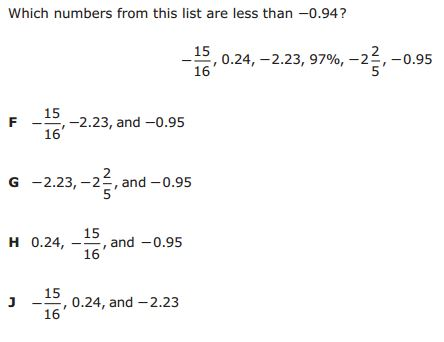 Which numbers from this list are less than −0.94?
−15/16, 0.24, −2.23, 97%, −2 2/5, −0.95
F −15/16, −2.23, and −0.95
G −2.23, −2 2/5, and −0.95
H 0.24, −15/16, and −0.95
J −15/16, 0.24, and −2.23